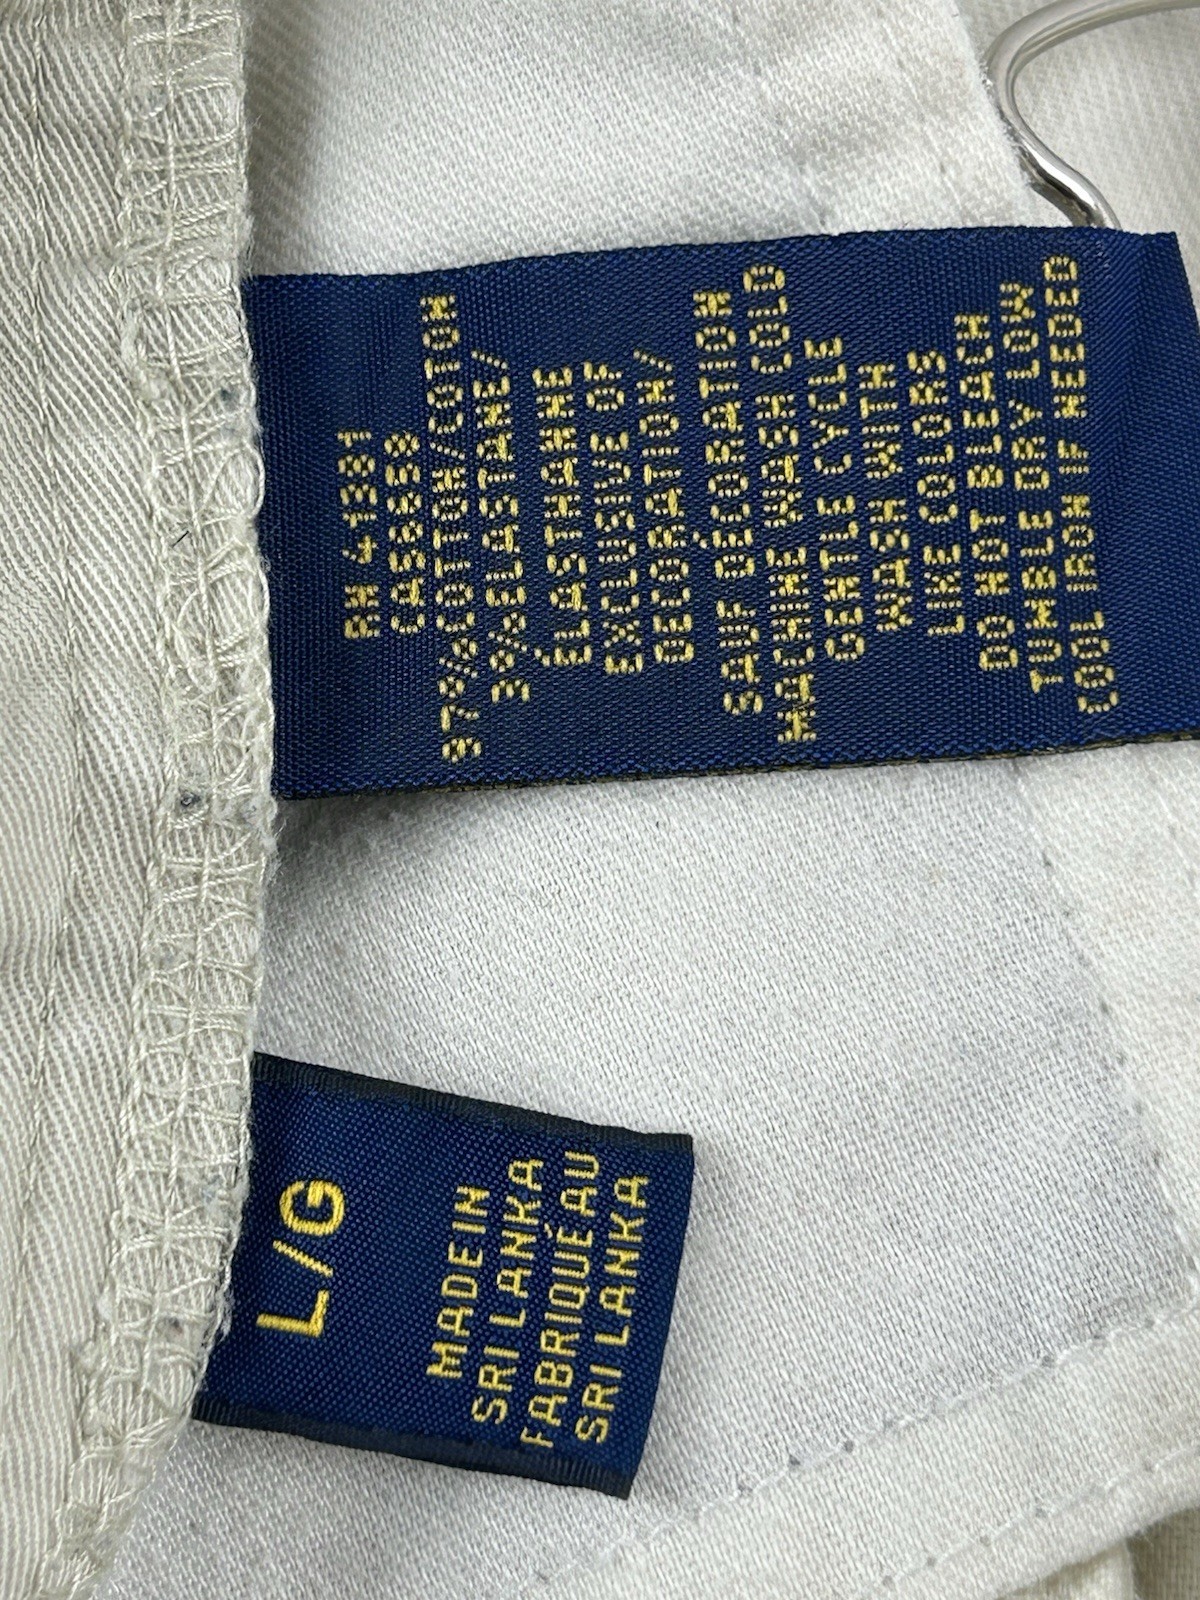 RN 41381
CA56658
97%COTTON/COTON
3%ELASTANE/
ÉLASTHANNE
EXCLUSIVE OF
DECORATION/
SAUF DÉCORATION
MACHINE WASH COLD
GENTLE CYCLE
WASH WITH
LIKE COLORS
DO NOT BLEACH
TUMBLE DRY LOW
COOL IRON IF NEEDED
L/G
MADE IN
SRI LANKA
FABRIQUÉ AU
SRI LANKA